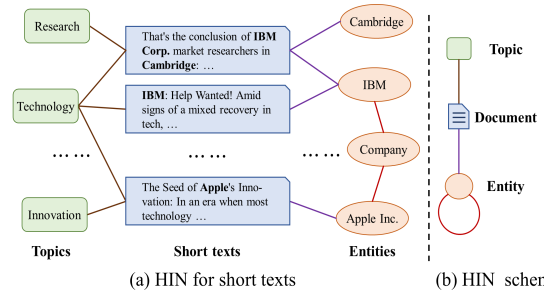 Research
Technology
... ...
Innovation
Topics
That's the conclusion of IBM
Corp. market researchers in
Cambridge: ...
IBM: Help Wanted! Amid
signs of a mixed recovery in
tech, ...
... ...
The Seed of Apple's Inno-
vation: In an era when most
technology ...
Short texts
Cambridge
IBM
Company
... ...
Apple Inc.
Entities
(a) HIN for short texts
Topic
Document
Entity
(b) HIN schem